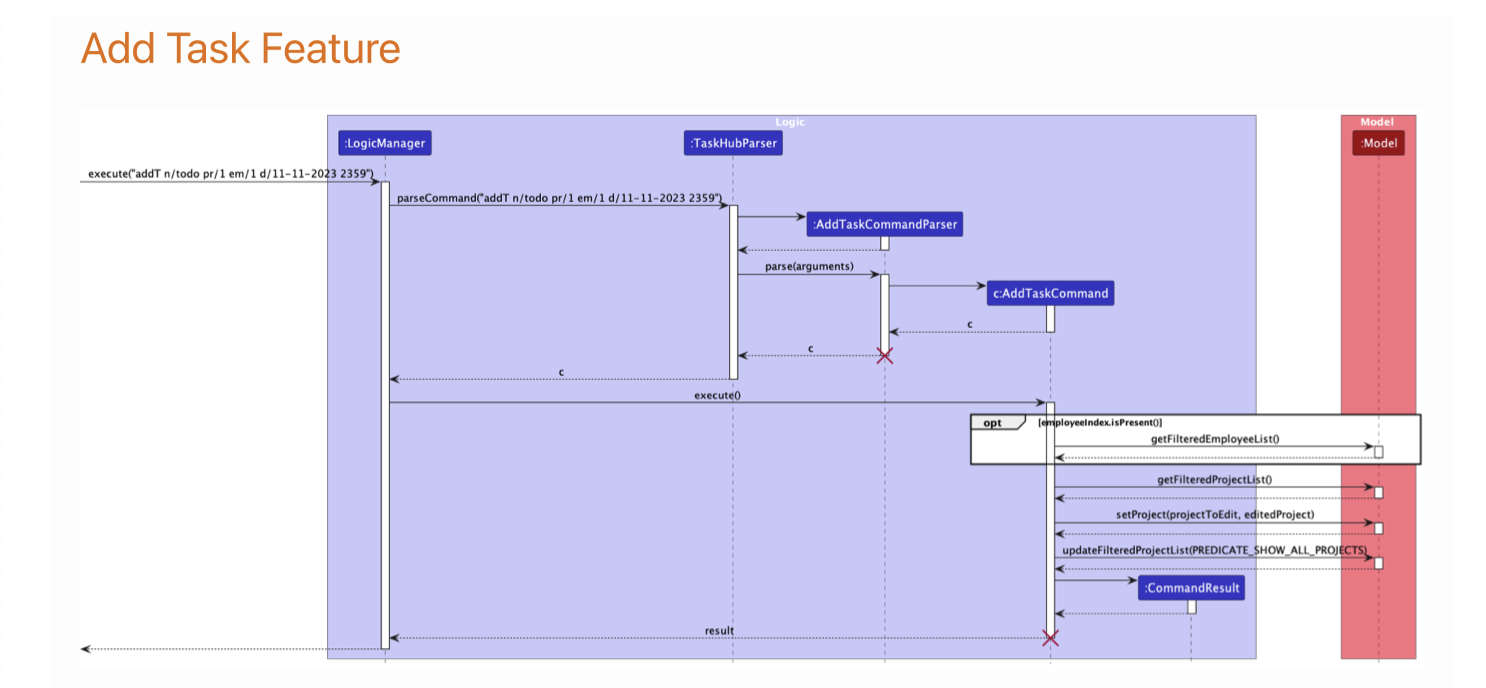 Add Task Feature
Logic
Model
:LogicManager
:TaskHubParser
:Model
execute("addT n/todo pr/1 em/1 d/11-11-2023 2359")
parseCommand("addT n/todo pr/1 em/1 d/11-11-2023 2359")
:AddTaskCommandParser
parse(arguments)
c:AddTaskCommand
c
c
c
execute()
opt
[employeeIndex.isPresent()]
getFilteredEmployeeList()
getFilteredProjectList()
setProject(projectToEdit, editedProject)
updateFilteredProjectList(PREDICATE_SHOW_ALL_PROJECTS)
:CommandResult
result